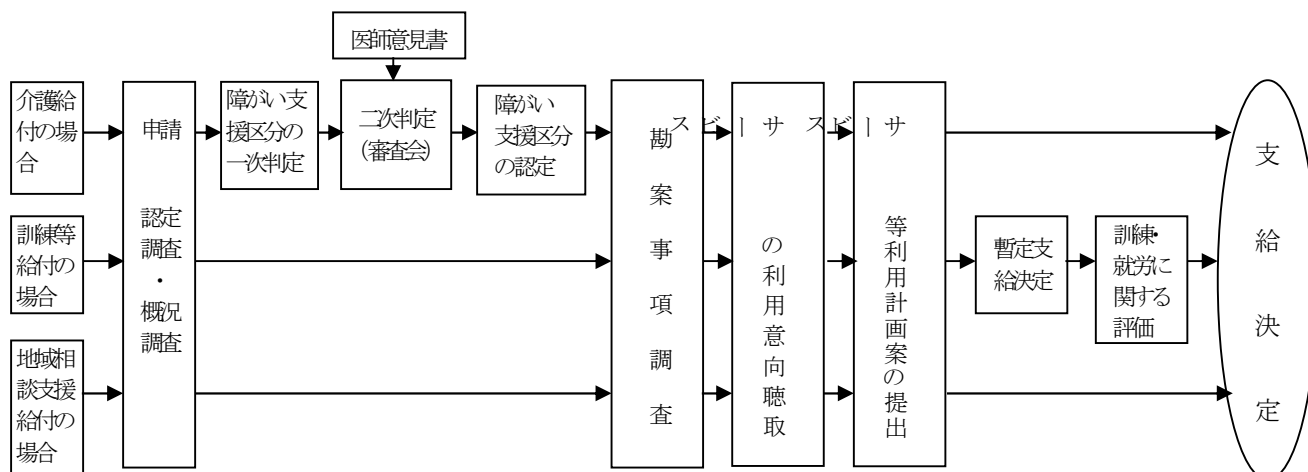 医師意見書
介護給
付の場
合
申請
認定
調査
・
概況
調査
障がい支
援区分の
一次判定
二次判定
(審査会)
障がい
支援区分
の認定
勘案事項調査
サービスの利用意向聴取
サービス等利用計画案の提出
支給決定
訓練等
給付の
場合
暫定支
給決定
訓練・
就労に
関する
評価
地域相
談支援
給付の
場合